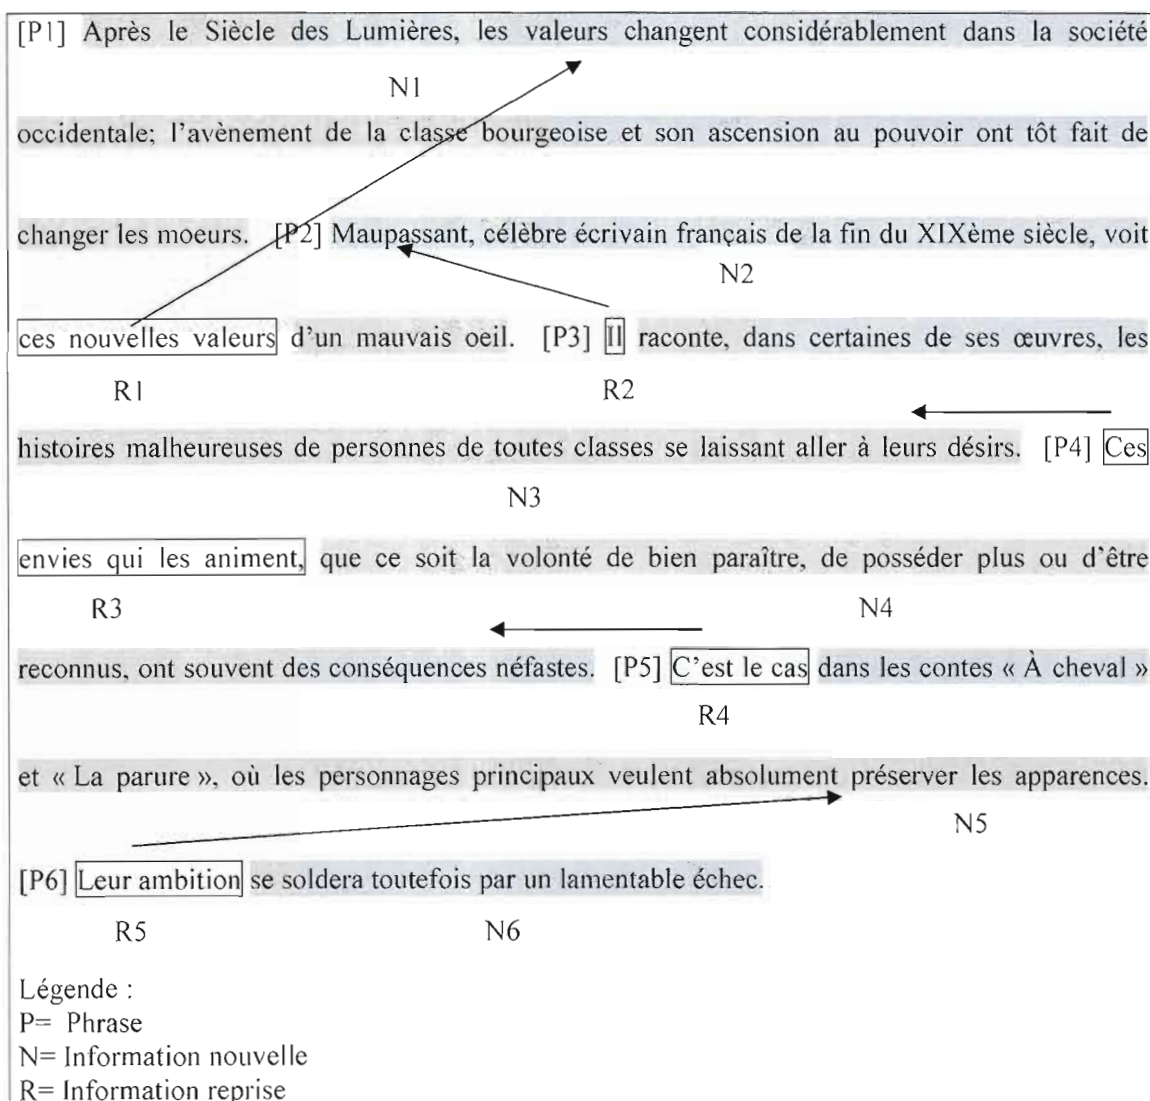 [P1] Après le Siècle des Lumières, les valeurs changent considérablement dans la société
N1
occidentale; l'avènement de la classe bourgeoise et son ascension au pouvoir ont tôt fait de
changer les moeurs. [P2] Maupassant, célèbre écrivain français de la fin du XIXème siècle, voit
N2
ces nouvelles valeurs d'un mauvais oeil. [P3] Il raconte, dans certaines de ses œuvres, les
R1 R2
histoires malheureuses de personnes de toutes classes se laissant aller à leurs désirs. [P4] Ces
N3
envies qui les animent, que ce soit la volonté de bien paraître, de posséder plus ou d'être
R3 N4
reconnus, ont souvent des conséquences néfastes. [P5] C'est le cas dans les contes « À cheval »
R4
et « La parure », où les personnages principaux veulent absolument préserver les apparences.
N5
[P6] Leur ambition se soldera toutefois par un lamentable échec.
R5 N6
Légende :
P= Phrase
N= Information nouvelle
R= Information reprise